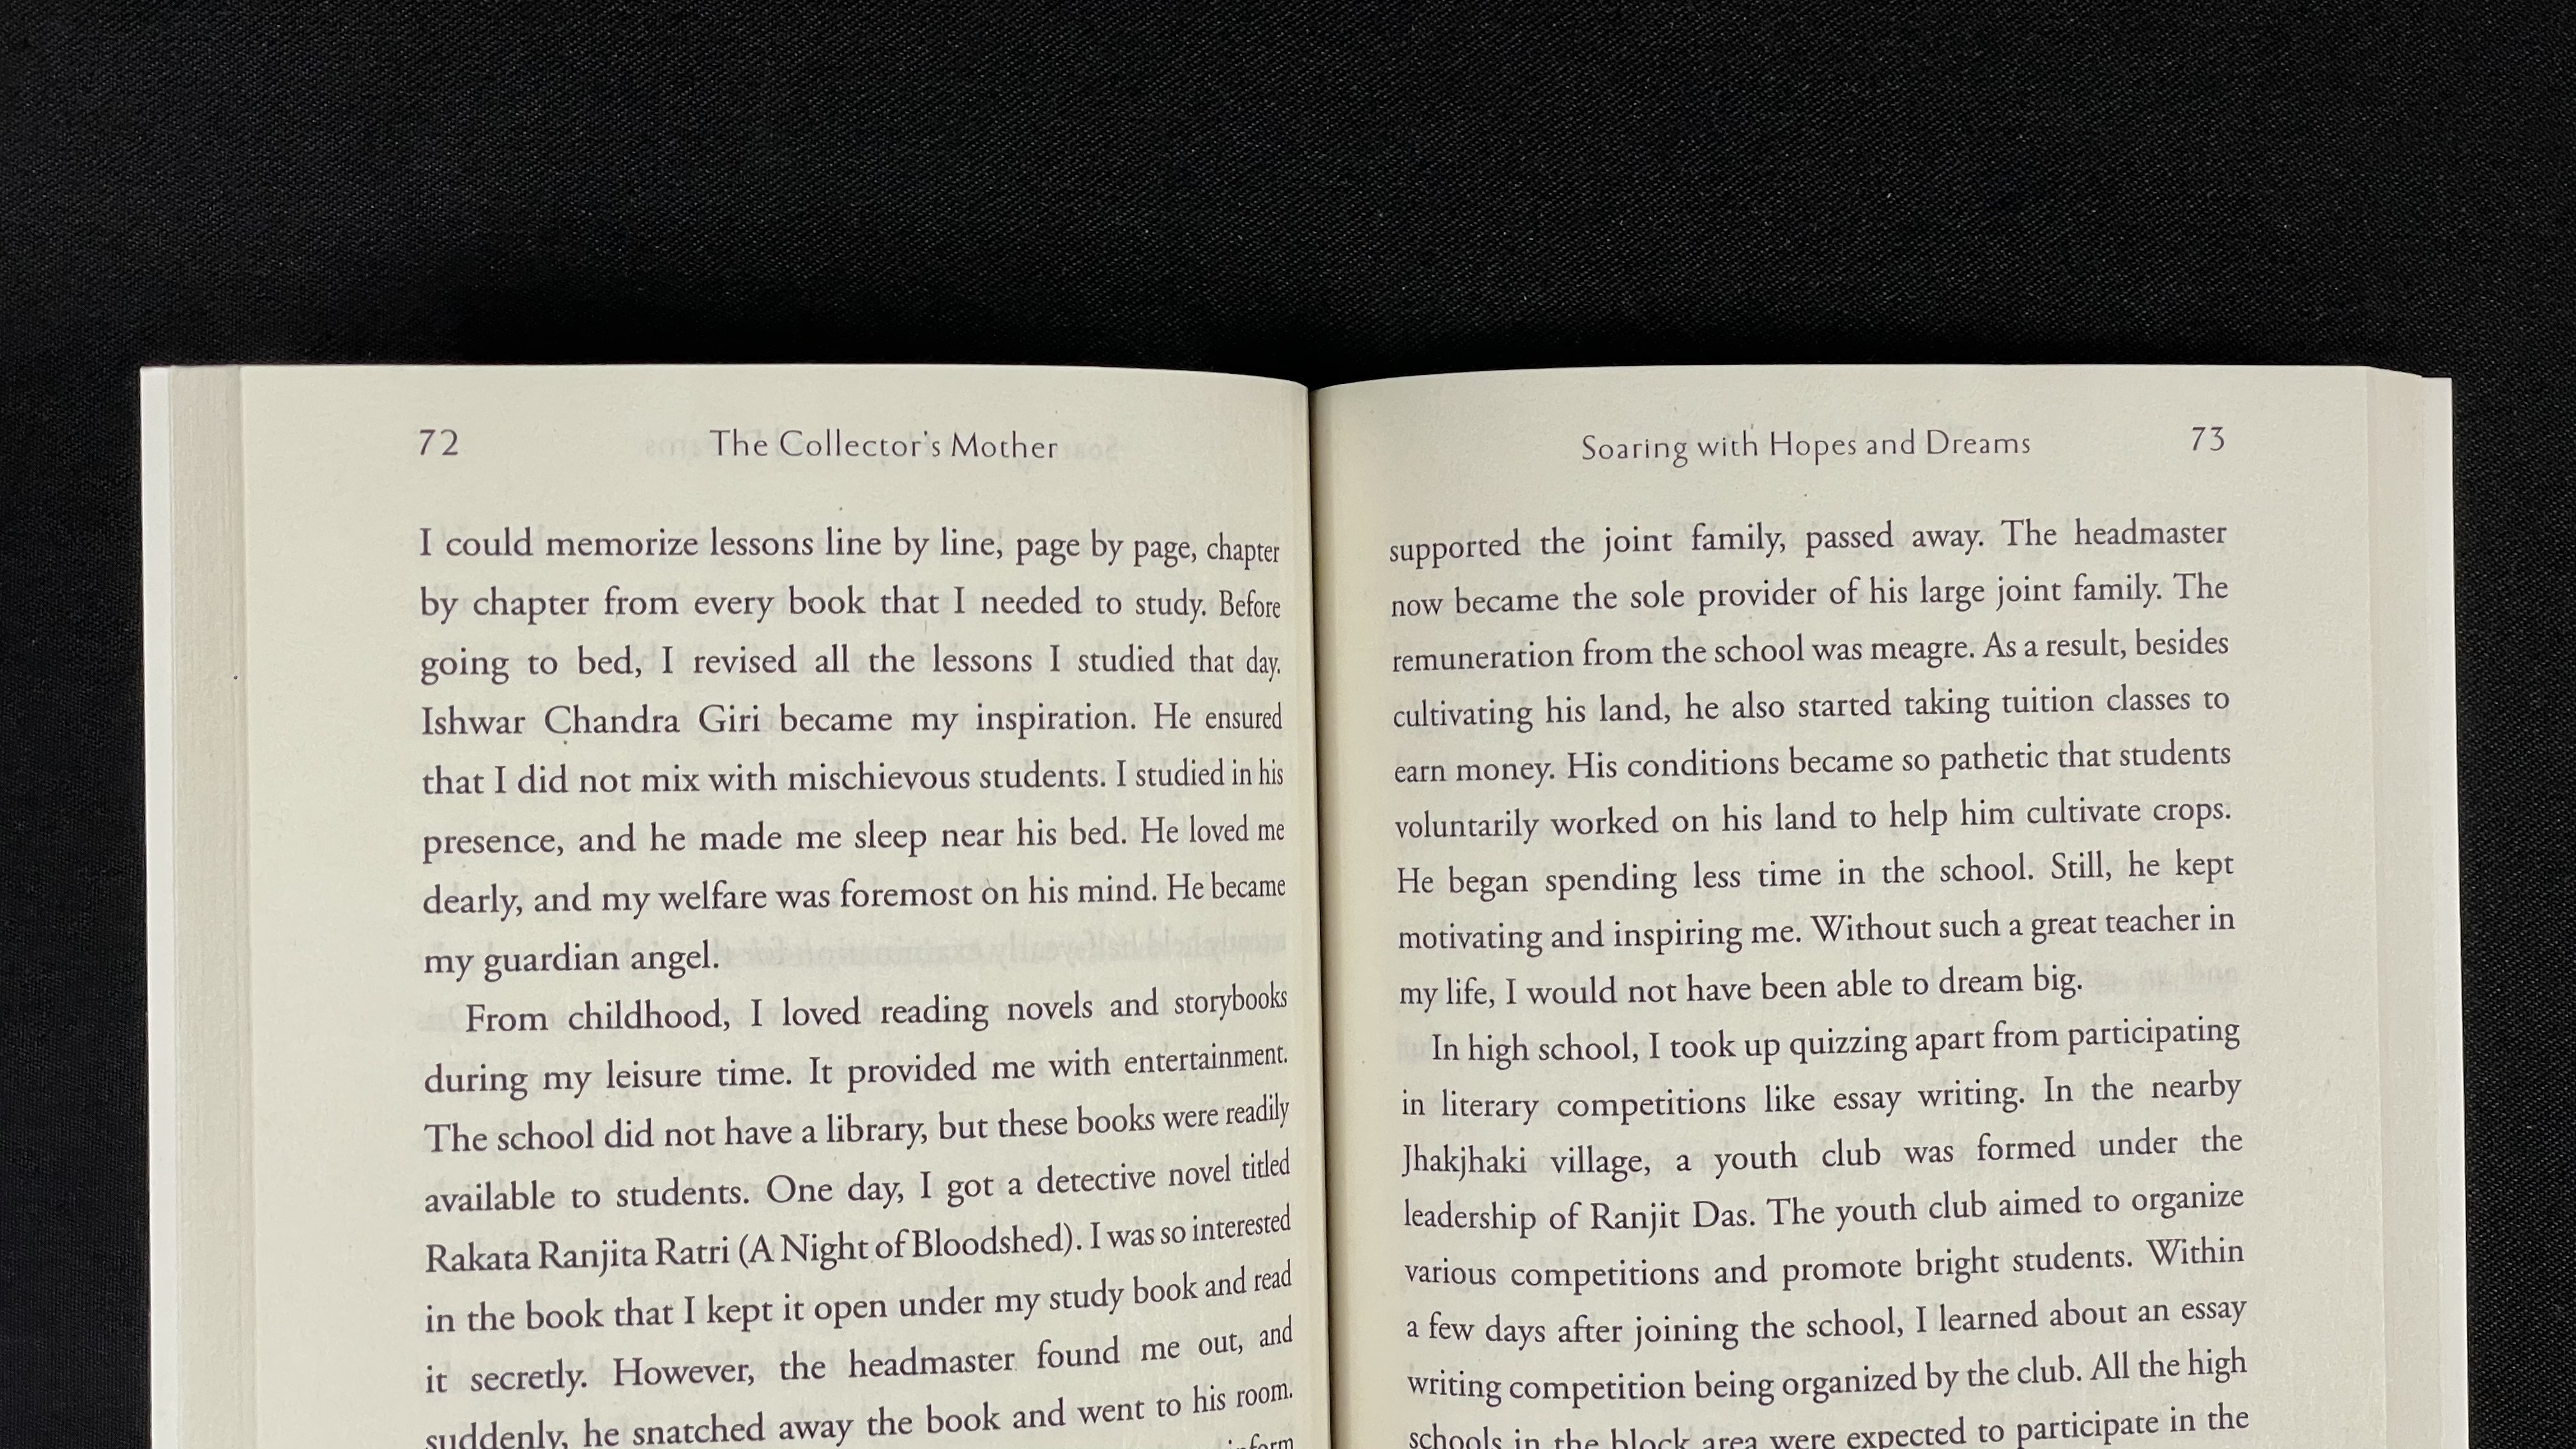 72 The Collector's Mother
I could memorize lessons line by line, page by page, chapter
by chapter from every book that I needed to study. Before
going to bed, I revised all the lessons I studied that day.
Ishwar Chandra Giri became my inspiration. He ensured
that I did not mix with mischievous students. I studied in his
presence, and he made me sleep near his bed. He loved me
dearly, and my welfare was foremost on his mind. He became
my guardian angel.
From childhood, I loved reading novels and storybooks
during my leisure time. It provided me with entertainment.
The school did not have a library, but these books were readily
available to students. One day, I got a detective novel titled
Rakata Ranjita Ratri (A Night of Bloodshed). I was so interested
in the book that I kept it open under my study book and read
it secretly. However, the headmaster found me out, and
suddenly, he snatched away the book and went to his room.
inform
Soaring with Hopes and Dreams 73
supported the joint family, passed away. The headmaster
now became the sole provider of his large joint family. The
remuneration from the school was meagre. As a result, besides
cultivating his land, he also started taking tuition classes to
earn money. His conditions became so pathetic that students
voluntarily worked on his land to help him cultivate crops.
He began spending less time in the school. Still, he kept
motivating and inspiring me. Without such a great teacher in
my life, I would not have been able to dream big.
In high school, I took up quizzing apart from participating
in literary competitions like essay writing. In the nearby
Jhakjhaki village, a youth club was formed under the
leadership of Ranjit Das. The youth club aimed to organize
various competitions and promote bright students. Within
a few days after joining the school, I learned about an essay
writing competition being organized by the club. All the high
schools in the block area were expected to participate in the